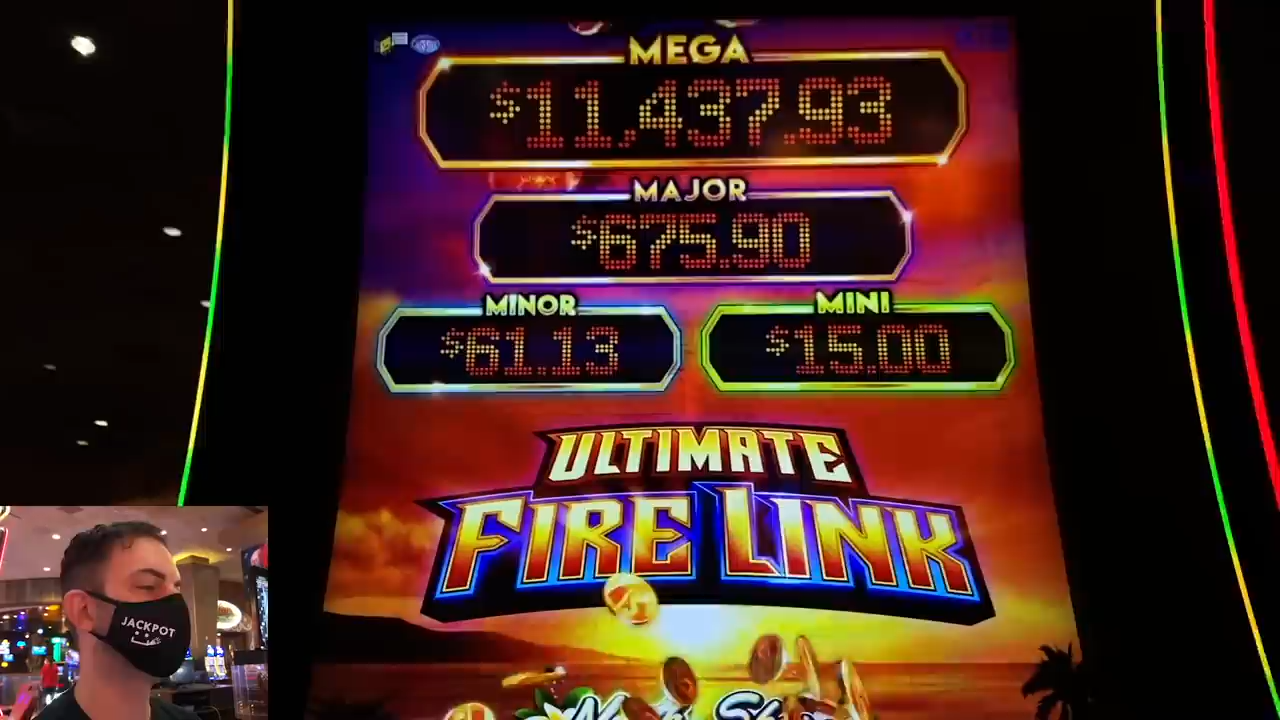 MEGA
$11,437.93
MAJOR
$675.90
MINOR
$61.13
MINI
$15.00
ULTIMATE
FIRE LINK
JACKPOT